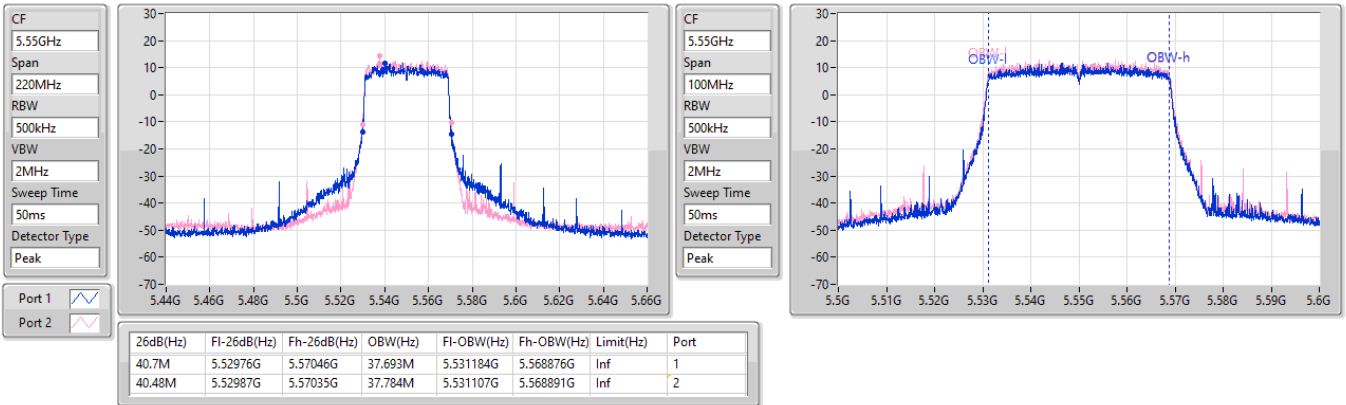 CF
5.55GHz
Span
220MHz
RBW
500kHz
VBW
2MHz
Sweep Time
50ms
Detector Type
Peak
Port 1
Port 2
30
20
10
0
-10
-20
-30
-40
-50
-60
-70
5.44G 5.46G 5.48G 5.5G 5.52G 5.54G 5.56G 5.58G 5.6G 5.62G 5.64G 5.66G
CF
5.55GHz
Span
100MHz
RBW
500kHz
VBW
2MHz
Sweep Time
50ms
Detector Type
Peak
30
20
10
0
-10
-20
-30
-40
-50
-60
-70
OBW-l
OBW-l
OBW-h
5.5G 5.51G 5.52G 5.53G 5.54G 5.55G 5.56G 5.57G 5.58G 5.59G 5.6G
26dB(Hz) Fl-26dB(Hz) Fh-26dB(Hz) OBW(Hz) Fl-OBW(Hz) Fh-OBW(Hz) Limit(Hz) Port
40.7M 5.52976G 5.57046G 37.693M 5.531184G 5.568876G Inf 1
40.48M 5.52987G 5.57035G 37.784M 5.531107G 5.568891G Inf 2